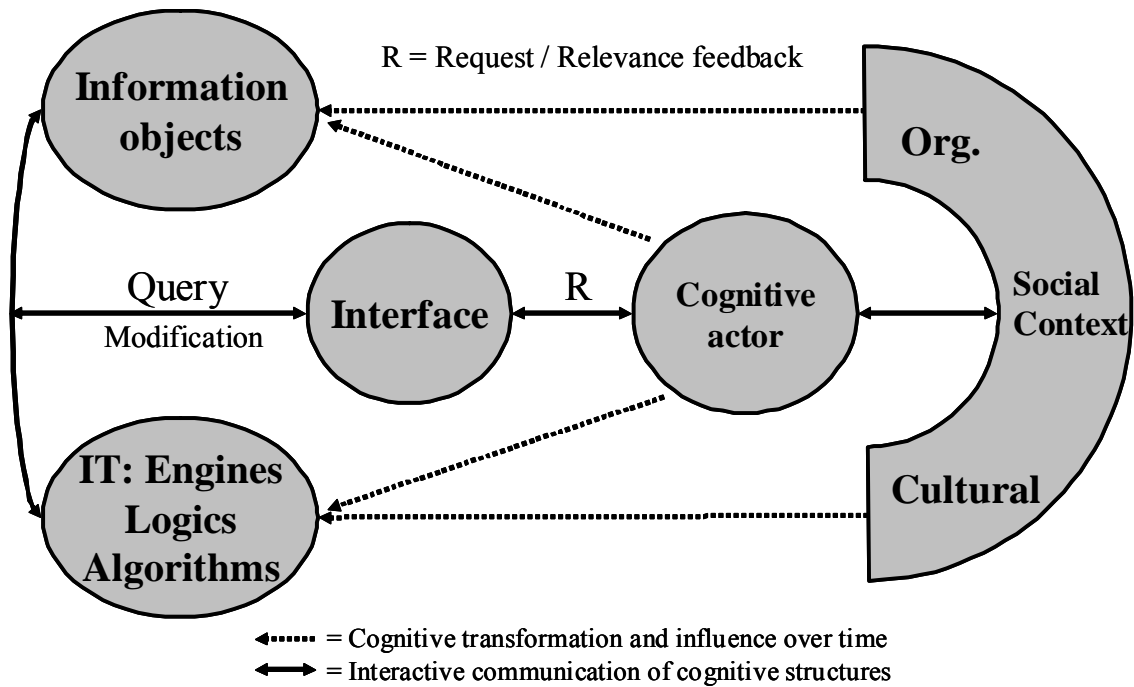 R = Request / Relevance feedback
Information
objects
Org.
Query
Modification
Interface
R
Cognitive
actor
Social
Context
IT: Engines
Logics
Algorithms
Cultural
= Cognitive transformation and influence over time
= Interactive communication of cognitive structures